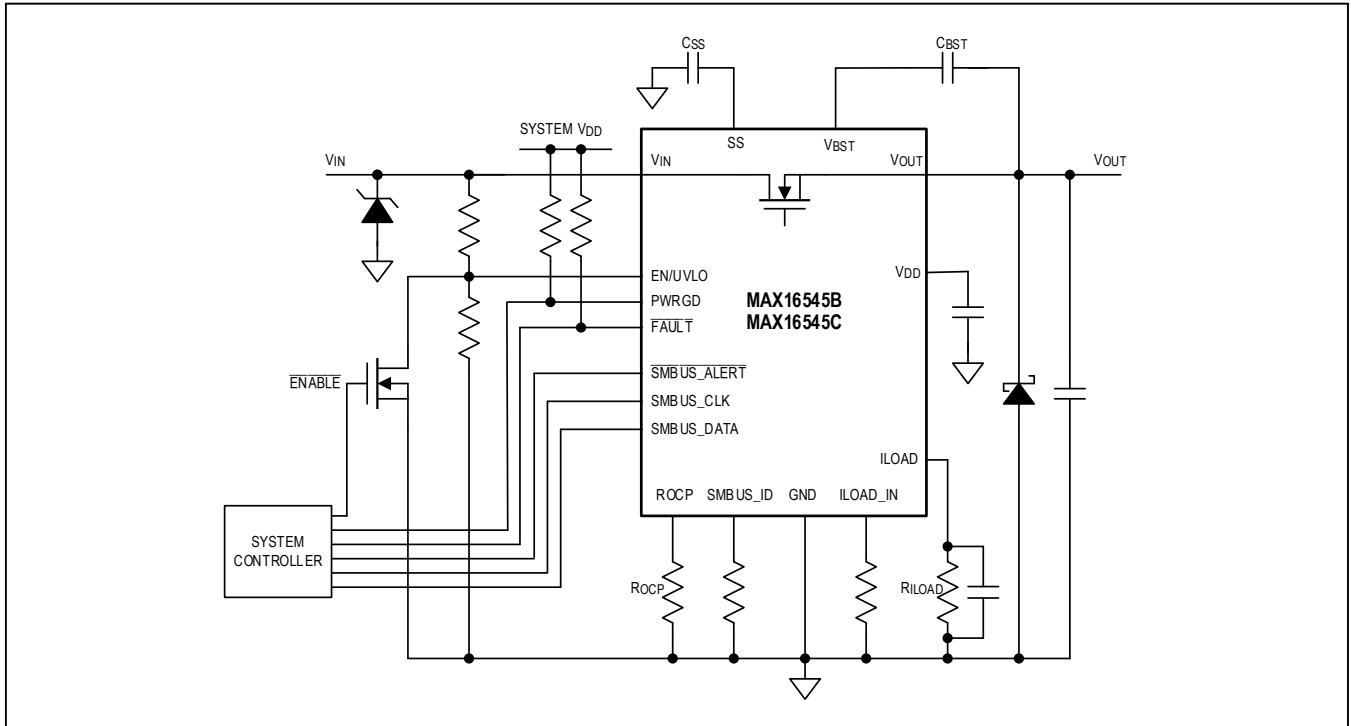 CSS
CBST
SYSTEM VDD
VIN
VIN
SS
VBST
VOUT
VOUT
EN/UVLO
PWRGD
FAULT
VDD
MAX16545B
MAX16545C
ENABLE
SMBUS_ALERT
SMBUS_CLK
SMBUS_DATA
ILOAD
ROCP
SMBUS_ID
GND
ILOAD_IN
SYSTEM
CONTROLLER
ROCP
RILOAD